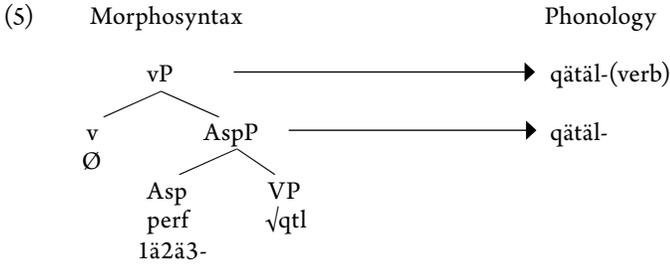 (5) Morphosyntax Phonology
vP qätäl-(verb)
v AspP qätäl-
Ø
Asp VP
perf √qtl
1ä2ä3-